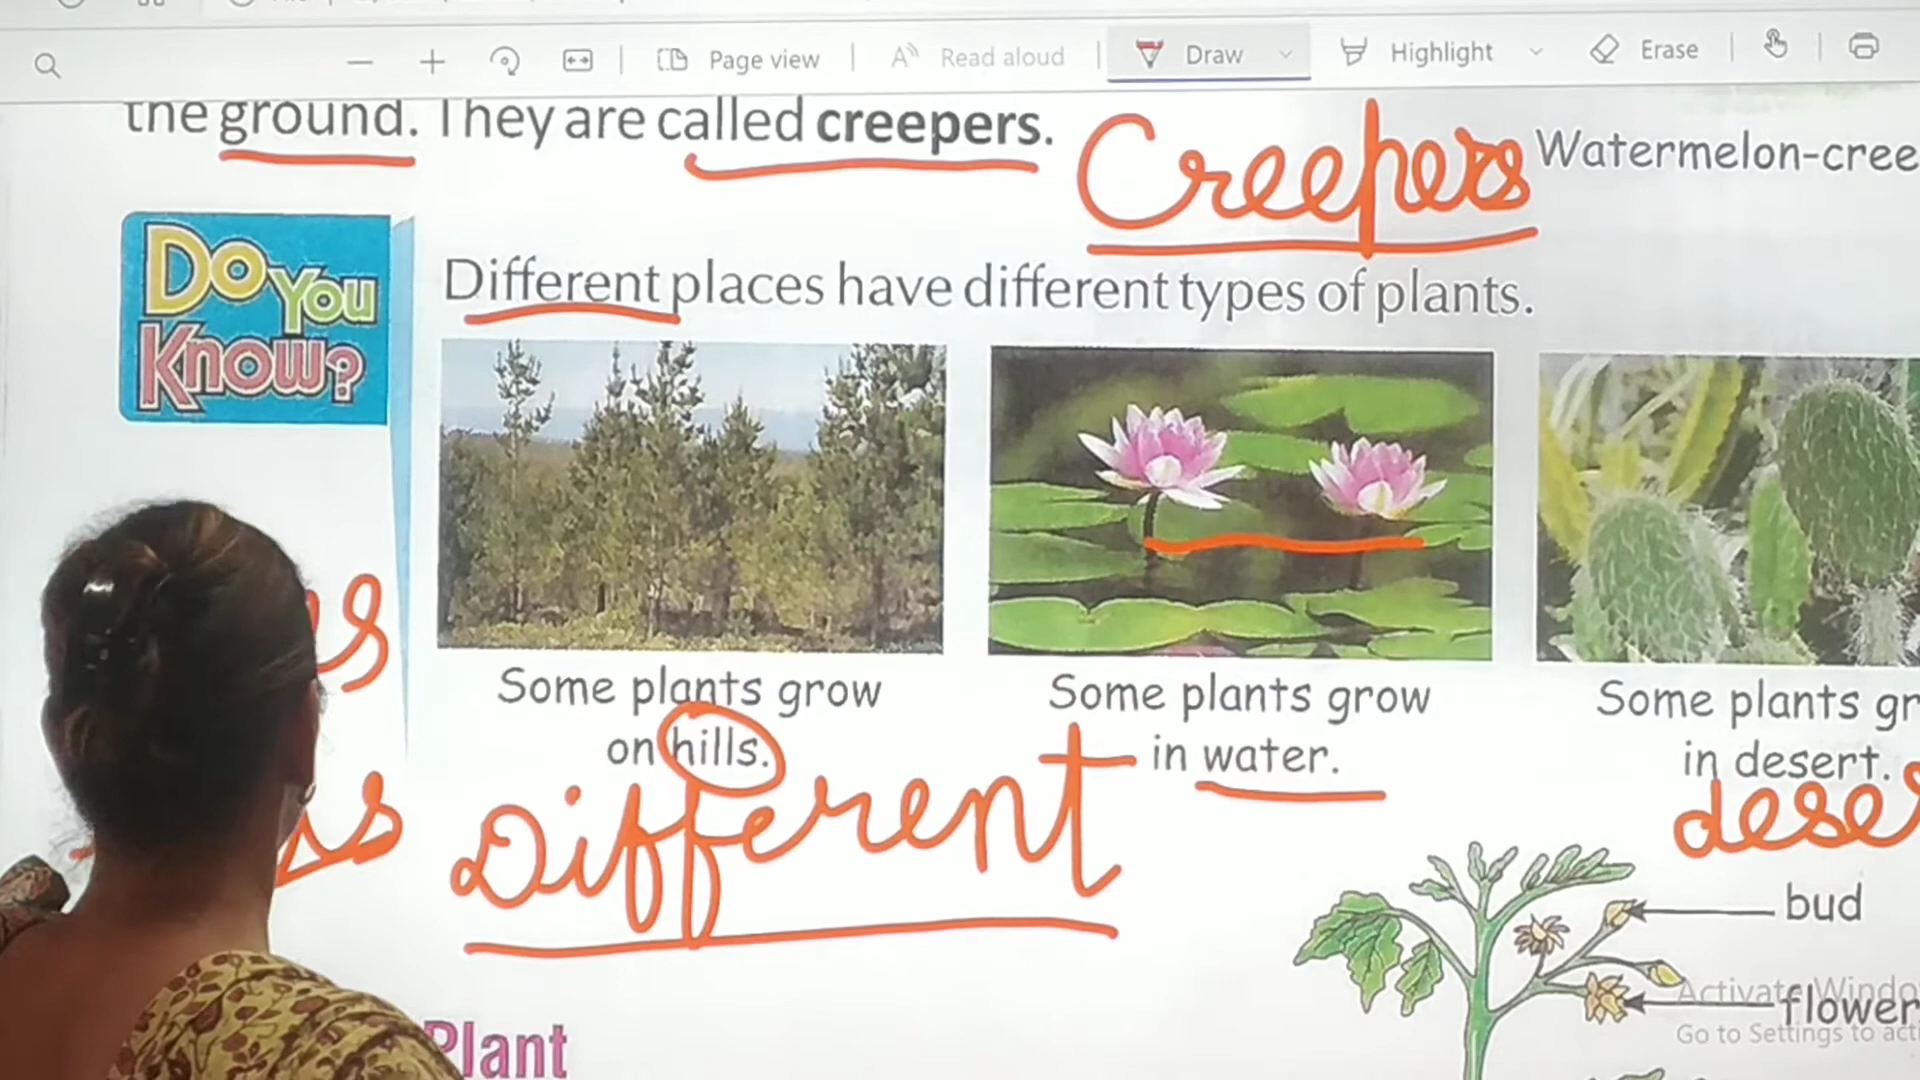 Page view
Read aloud
Draw
Highlight
Erase
the ground. They are called creepers.
Creepers
Watermelon-cree
Do You
Know?
Different places have different types of plants.
Some plants grow
on hills.
Some plants grow
in water.
Some plants gr
in desert.
Different
deser
bud
flower
Activate Windo
Go to Settings to acti
Plant